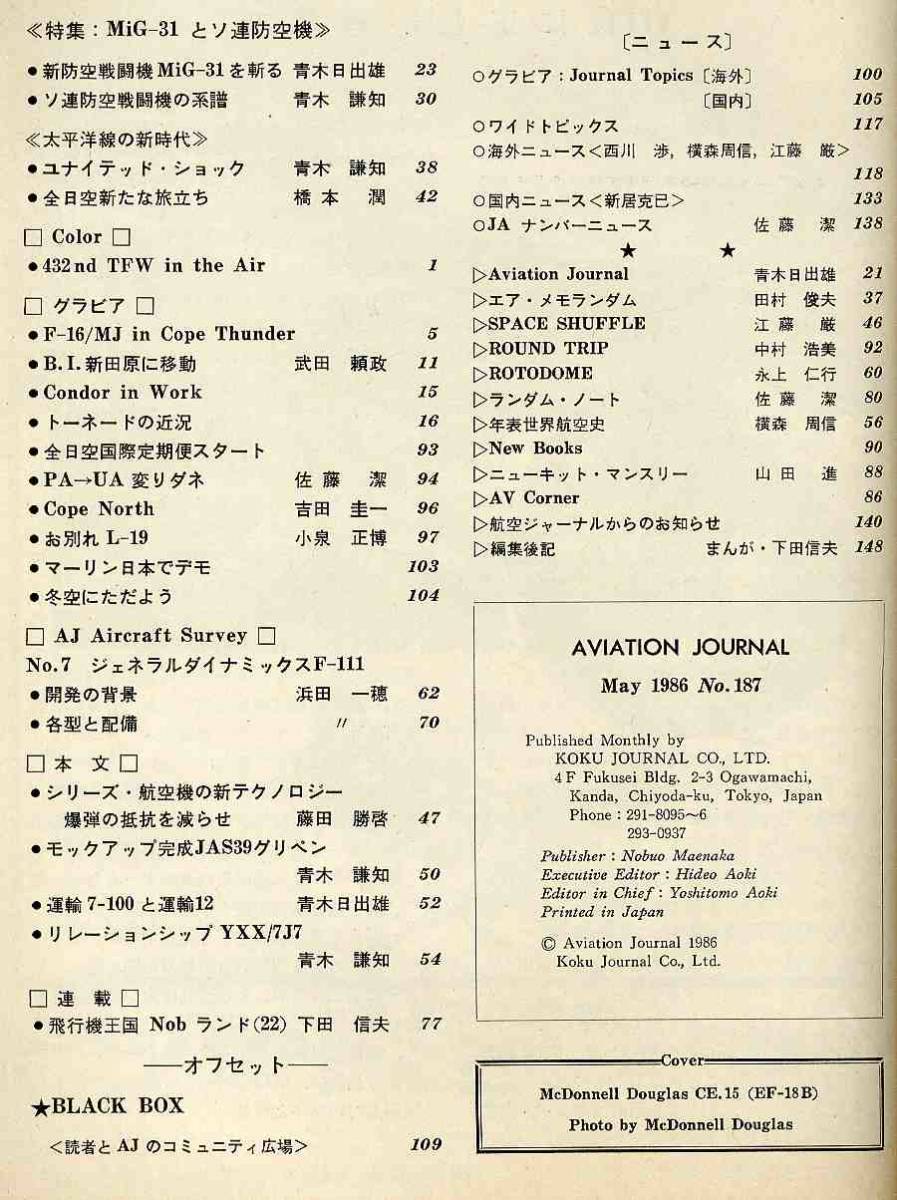 ≪特集：MiG-31 とソ連防空機≫
●新防空戦闘機MiG-31を斬る 青木日出雄 23
●ソ連防空戦闘機の系譜 青木 謙知 30
≪太平洋線の新時代≫
●ユナイテッド・ショック 青木 謙知 38
●全日空新たな旅立ち 橋本 潤 42
□ Color □
●432nd TFW in the Air 1
□ グラビア □
●F-16/MJ in Cope Thunder 5
●B.I.新田原に移動 武田 頼政 11
●Condor in Work 15
●トーネードの近況 16
●全日空国際定期便スタート 93
●PA→UA 変りダネ 佐藤 潔 94
●Cope North 吉田 圭一 96
●お別れ L-19 小泉 正博 97
●マーリン日本でデモ 103
●冬空にただよう 104
□ AJ Aircraft Survey □
No.7 ジェネラルダイナミックスF-111
●開発の背景 浜田 一穂 62
●各型と配備 〃 70
□ 本 文 □
●シリーズ・航空機の新テクノロジー
爆弾の抵抗を減らせ 藤田 勝啓 47
●モックアップ完成JAS39グリペン
青木 謙知 50
●運輸7-100 と運輸12 青木日出雄 52
●リレーションシップ YXX/7J7
青木 謙知 54
□ 連 載 □
●飛行機王国 Nob ランド(22) 下田 信夫 77
──オフセット──
★BLACK BOX
＜読者と AJ のコミュニティ広場＞ 109
〔ニュース〕
○グラビア：Journal Topics〔海外〕 100
〔国内〕 105
○ワイドトピックス 117
○海外ニュース＜西川 渉，横森周信，江藤 厳＞
118
○国内ニュース＜新居克巳＞ 133
○JA ナンバーニュース 佐藤 潔 138
★ ★
▷Aviation Journal 青木日出雄 21
▷エア・メモランダム 田村 俊夫 37
▷SPACE SHUFFLE 江藤 厳 46
▷ROUND TRIP 中村 浩美 92
▷ROTODOME 永上 仁行 60
▷ランダム・ノート 佐藤 潔 80
▷年表世界航空史 横森 周信 56
▷New Books 90
▷ニューキット・マンスリー 山田 進 88
▷AV Corner 86
▷航空ジャーナルからのお知らせ 140
▷編集後記 まんが・下田信夫 148
AVIATION JOURNAL
May 1986 No. 187
Published Monthly by
KOKU JOURNAL CO., LTD.
4 F Fukusei Bldg. 2-3 Ogawamachi,
Kanda, Chiyoda-ku, Tokyo, Japan
Phone : 291-8095〜6
293-0937
Publisher : Nobuo Maenaka
Executive Editor : Hideo Aoki
Editor in Chief : Yoshitomo Aoki
Printed in Japan
© Aviation Journal 1986
Koku Journal Co., Ltd.
Cover
McDonnell Douglas CE.15 (EF-18B)
Photo by McDonnell Douglas